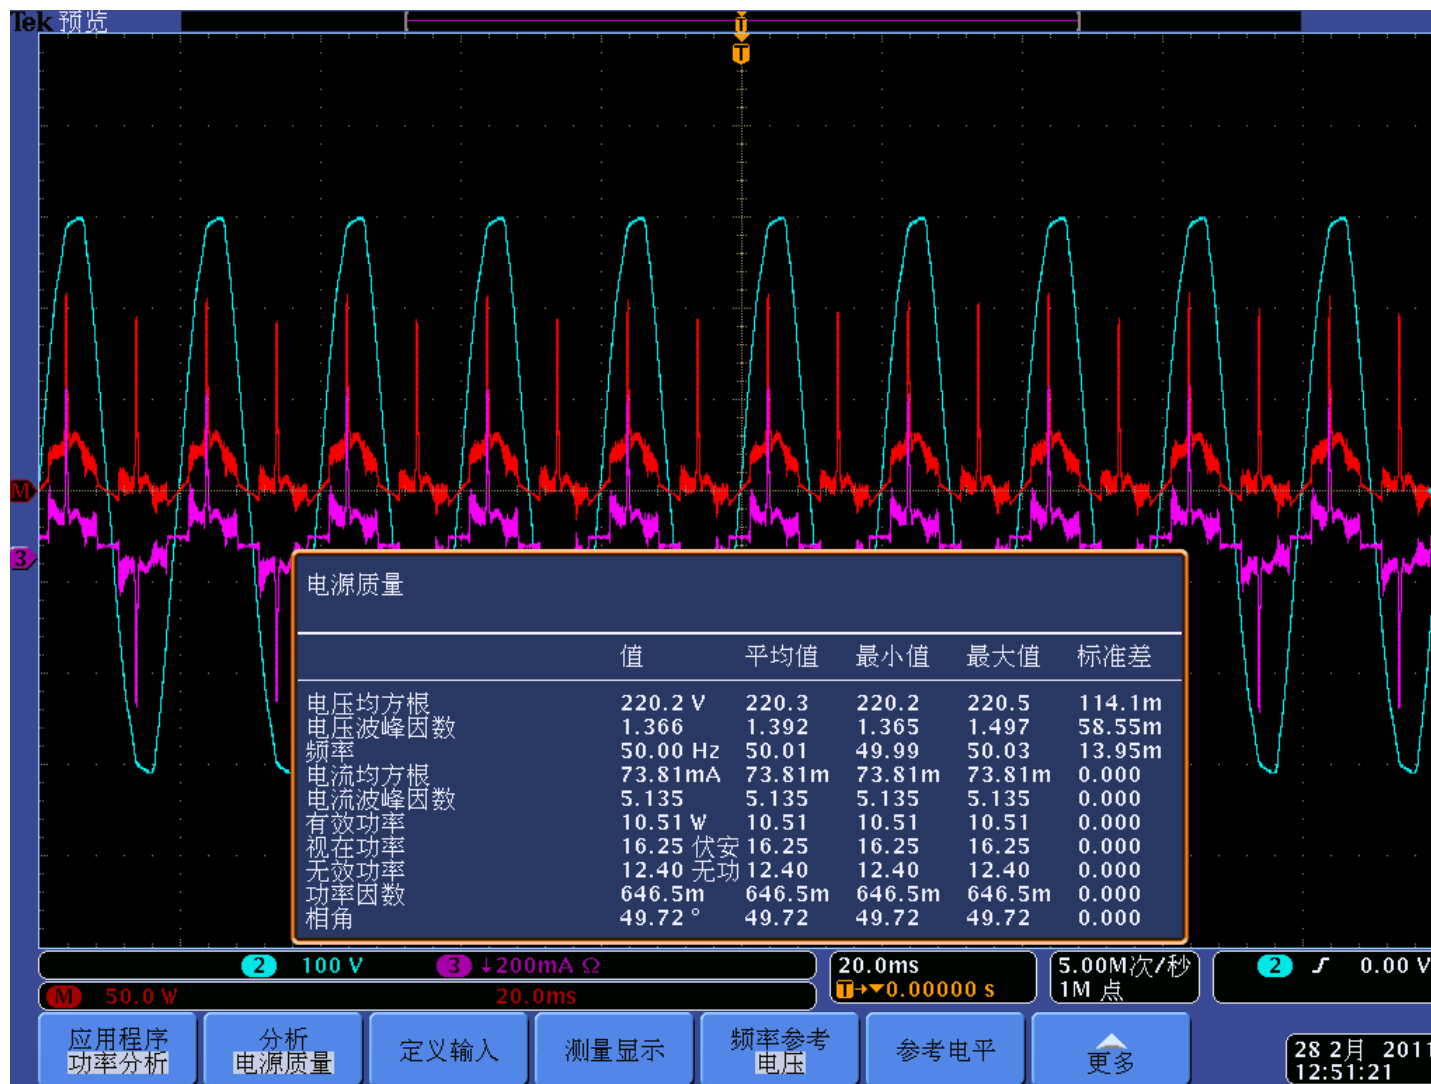 Tek 预览
T
T
M
3
电源质量
值 平均值 最小值 最大值 标准差
电压均方根 220.2 V 220.3 220.2 220.5 114.1m
电压波峰因数 1.366 1.392 1.365 1.497 58.55m
频率 50.00 Hz 50.01 49.99 50.03 13.95m
电流均方根 73.81mA 73.81m 73.81m 73.81m 0.000
电流波峰因数 5.135 5.135 5.135 5.135 0.000
有效功率 10.51 W 10.51 10.51 10.51 0.000
视在功率 16.25 伏安 16.25 16.25 16.25 0.000
无效功率 12.40 无功 12.40 12.40 12.40 0.000
功率因数 646.5m 646.5m 646.5m 646.5m 0.000
相角 49.72 ° 49.72 49.72 49.72 0.000
2 100 V 3 ↓200mA Ω 20.0ms 5.00M次/秒 2 ʃ 0.00 V
M 50.0 W 20.0ms T→▼0.00000 s 1M 点
应用程序 分析 定义输入 测量显示 频率参考 参考电平 更多
功率分析 电源质量 电压
28 2月 2011
12:51:21